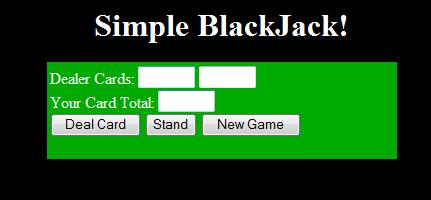 Simple BlackJack!
Dealer Cards:
Your Card Total:
Deal Card Stand New Game